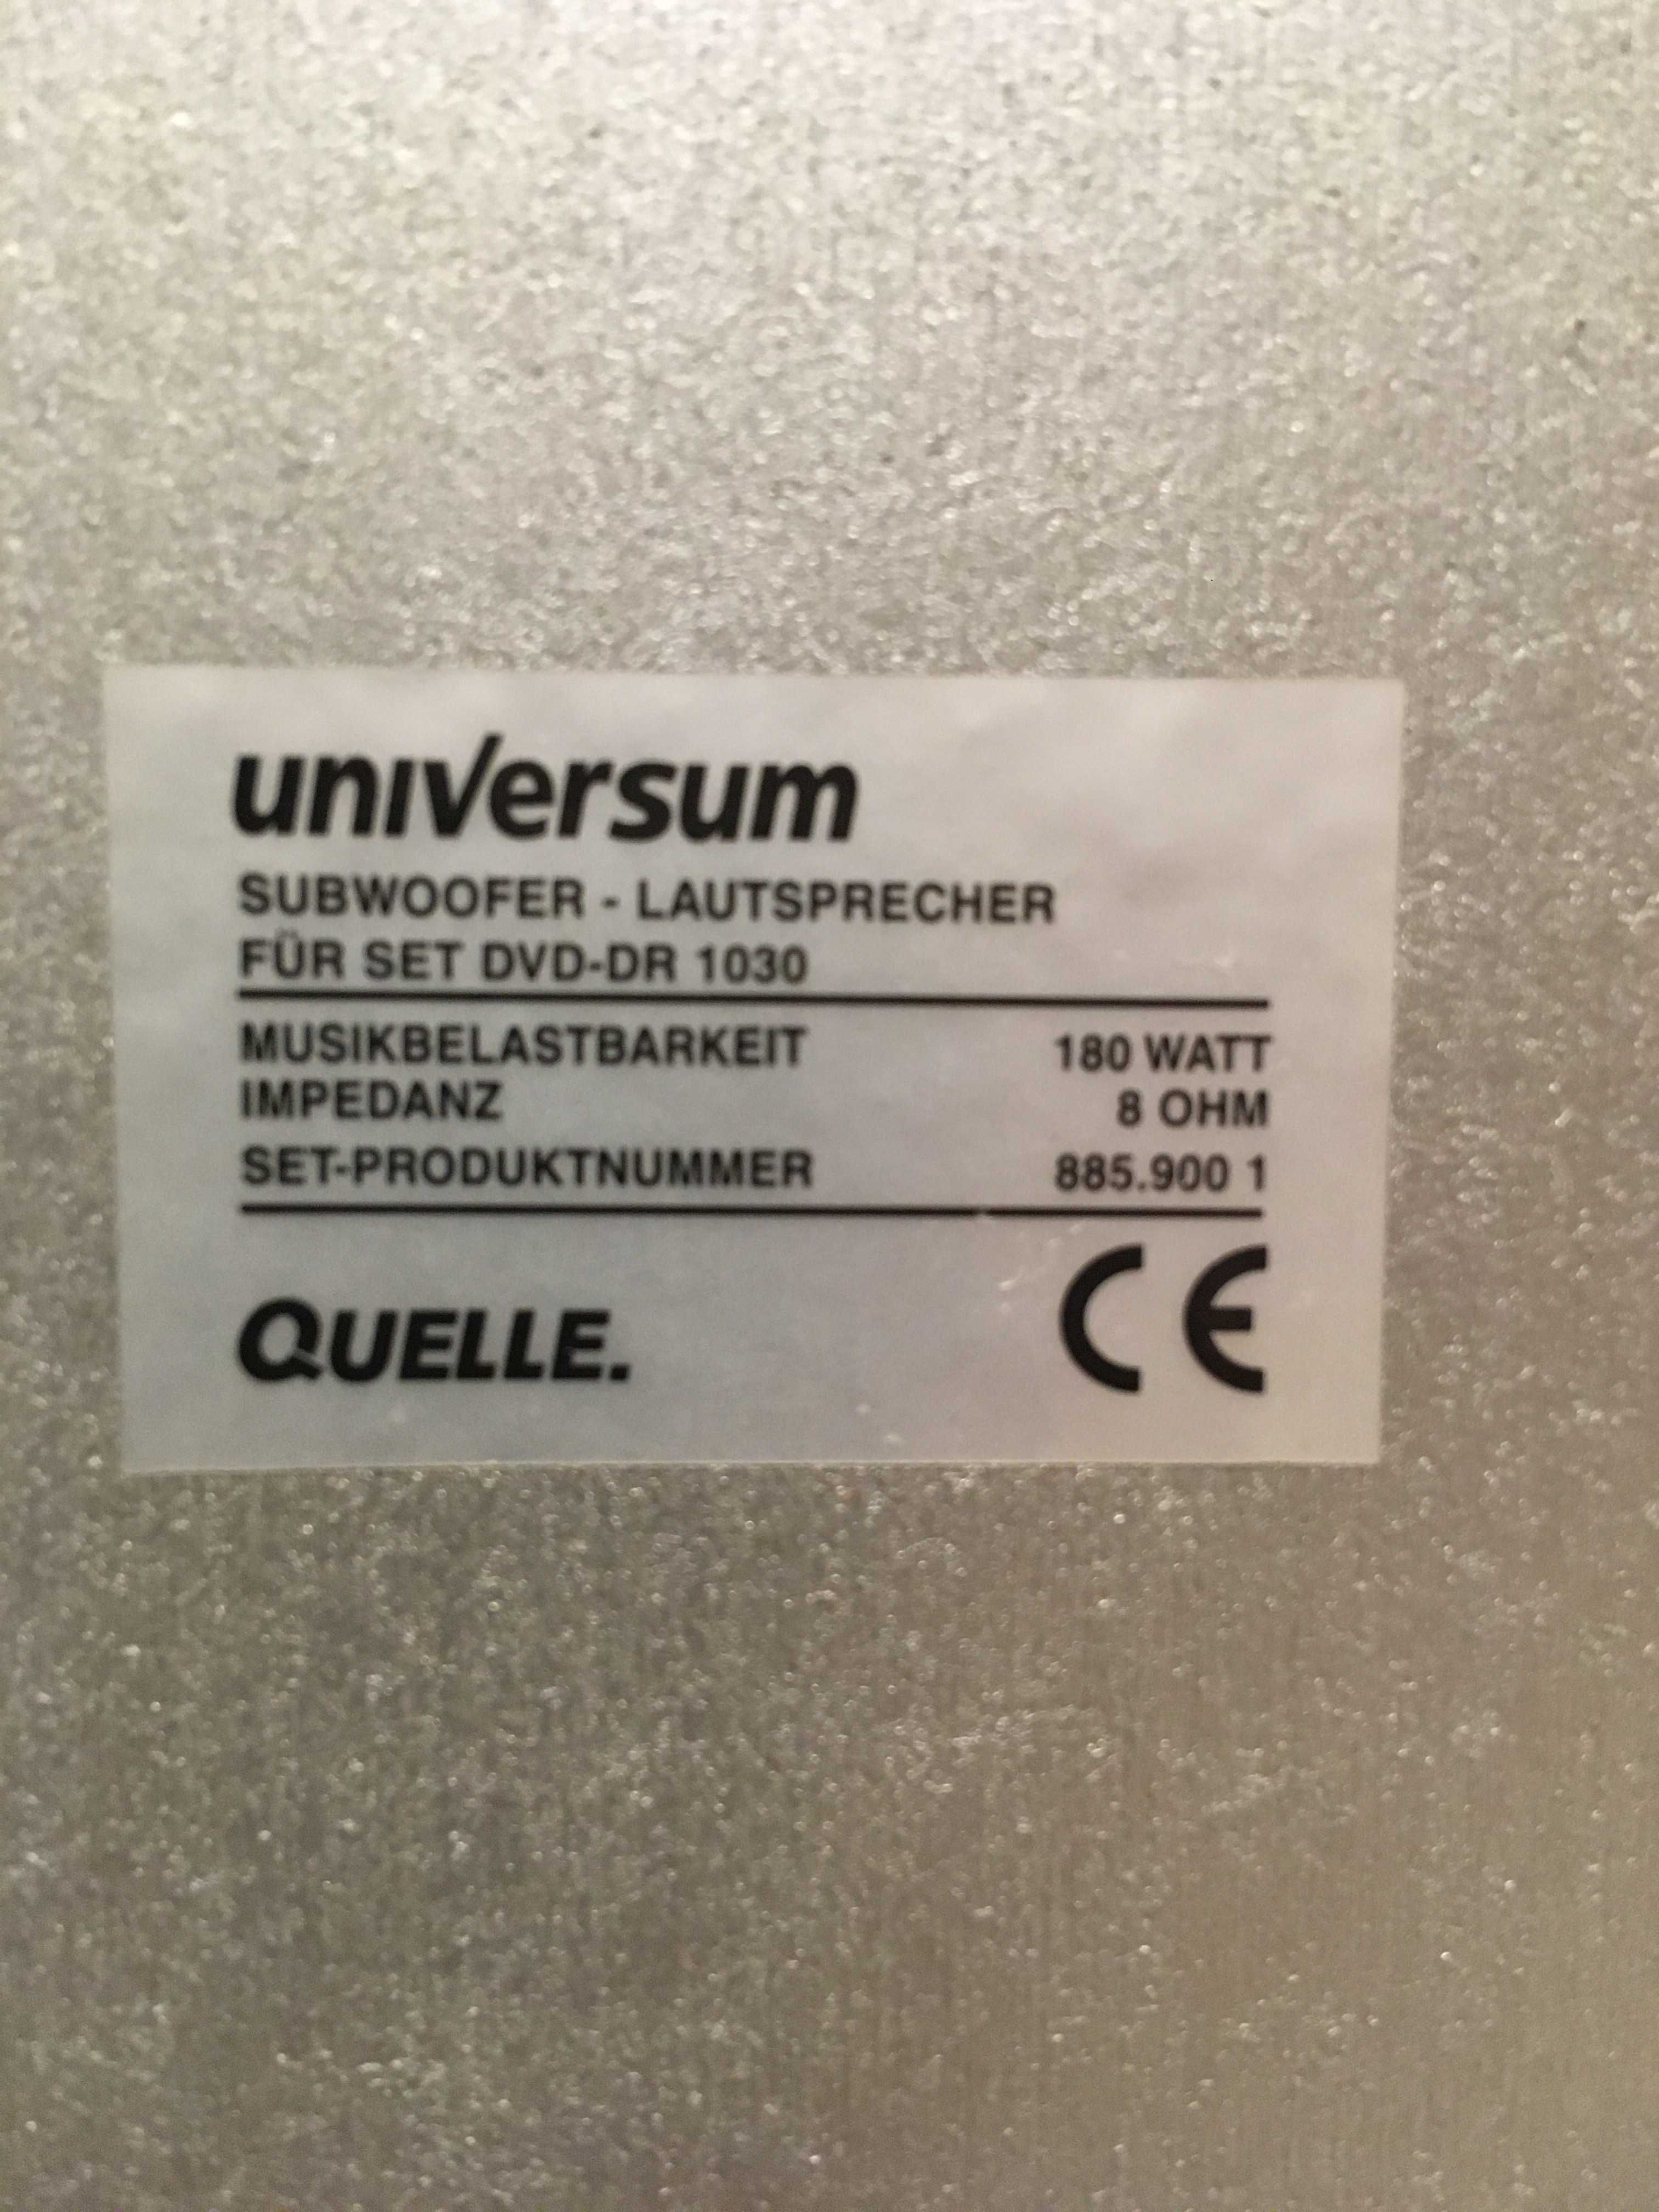 universum
SUBWOOFER - LAUTSPRECHER
FÜR SET DVD-DR 1030
MUSIKBELASTBARKEIT 180 WATT
IMPEDANZ 8 OHM
SET-PRODUKTNUMMER 885.900 1
QUELLE. CE